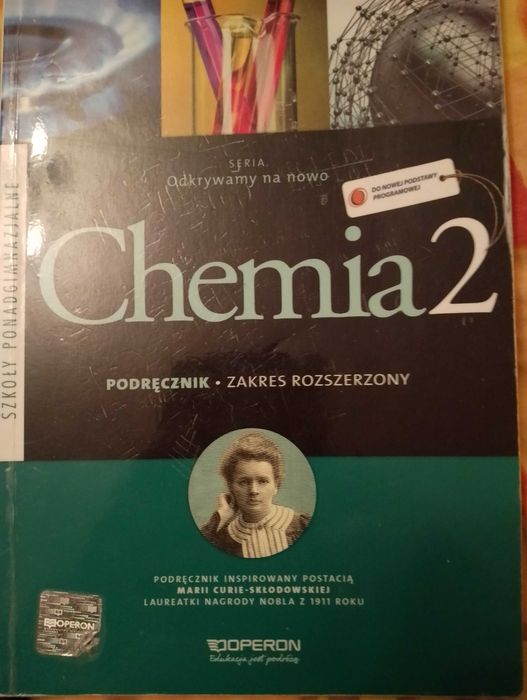 SERIA
Odkrywamy na nowo
DO NOWEJ PODSTAWY
PROGRAMOWEJ
Chemia 2
SZKOŁY PONADGIMNAZJALNE
PODRĘCZNIK • ZAKRES ROZSZERZONY
PODRĘCZNIK INSPIROWANY POSTACIĄ
MARII CURIE-SKŁODOWSKIEJ
LAUREATKI NAGRODY NOBLA Z 1911 ROKU
OPERON
OPERON
Edukacja jest podróżą